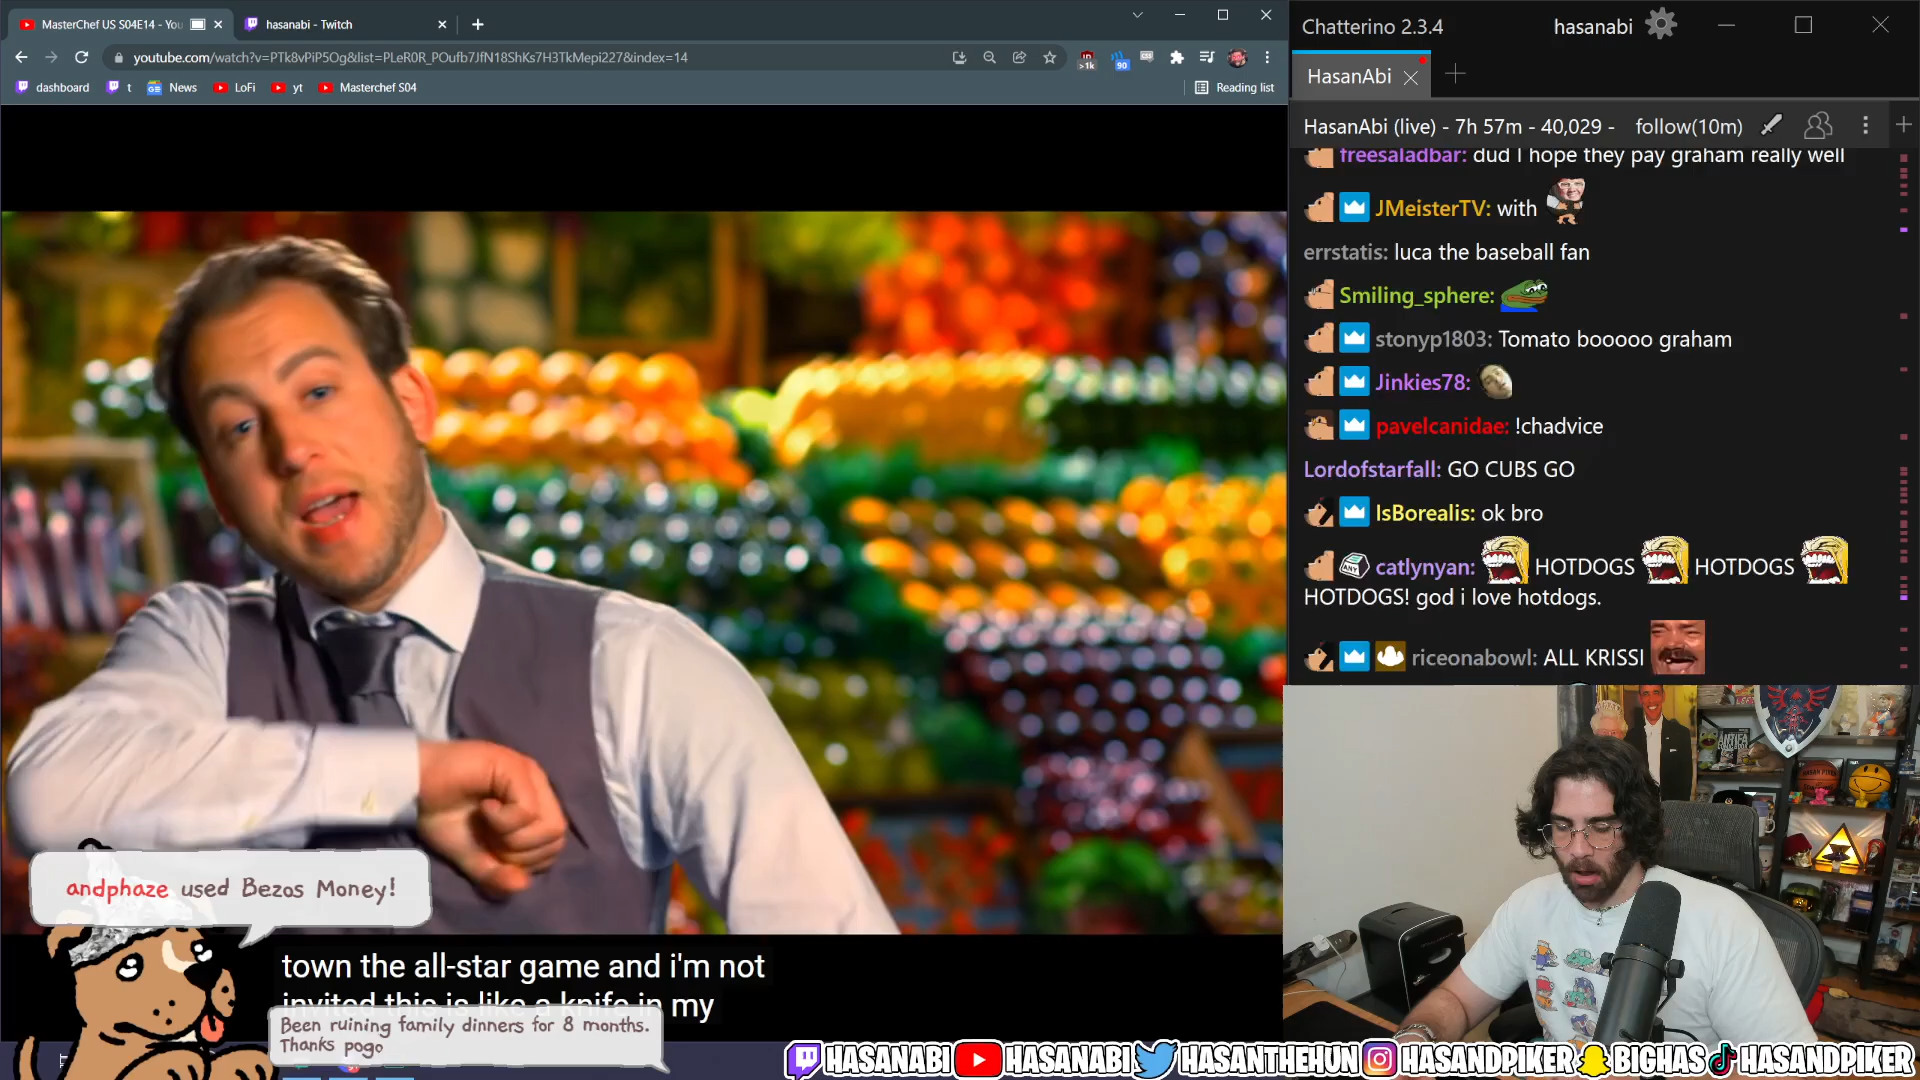 MasterChef US S04E14 - You
hasanabi - Twitch
youtube.com/watch?v=PTk8vPiP5Og&list=PLeR0R_POufb7JfN18ShKs7H3TkMepi227&index=14
>1k
90
dashboard
t
News
LoFi
yt
Masterchef S04
Reading list
Chatterino 2.3.4
hasanabi
HasanAbi
HasanAbi (live) - 7h 57m - 40,029 -
follow(10m)
freesaladbar: dud I hope they pay graham really well
JMeisterTV: with
errstatis: luca the baseball fan
Smiling_sphere:
stonyp1803: Tomato booooo graham
Jinkies78:
pavelcanidae: !chadvice
Lordofstarfall: GO CUBS GO
IsBorealis: ok bro
catlynyan: HOTDOGS HOTDOGS
HOTDOGS! god i love hotdogs.
riceonabowl: ALL KRISSI
andphaze used Bezos Money!
town the all-star game and i'm not
invited this is like a knife in my
Been ruining family dinners for 8 months.
Thanks pogo
HASANABI HASANABI HASANTHEHUN HASANDPIKER BIGHAS HASANDPIKER